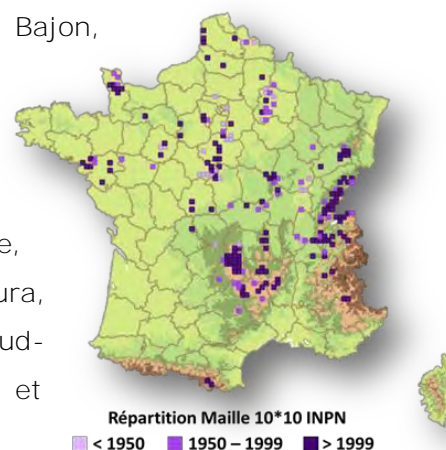 Bajon,
e,
ura,
ud-
et
Répartition Maille 10*10 INPN
< 1950 1950 – 1999 > 1999